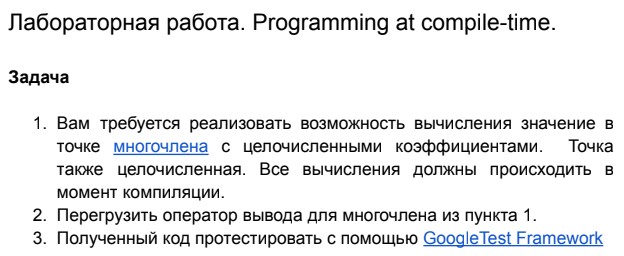 Лабораторная работа. Programming at compile-time.
Задача
1. Вам требуется реализовать возможность вычисления значение в
точке многочлена с целочисленными коэффициентами. Точка
также целочисленная. Все вычисления должны происходить в
момент компиляции.
2. Перегрузить оператор вывода для многочлена из пункта 1.
3. Полученный код протестировать с помощью GoogleTest Framework